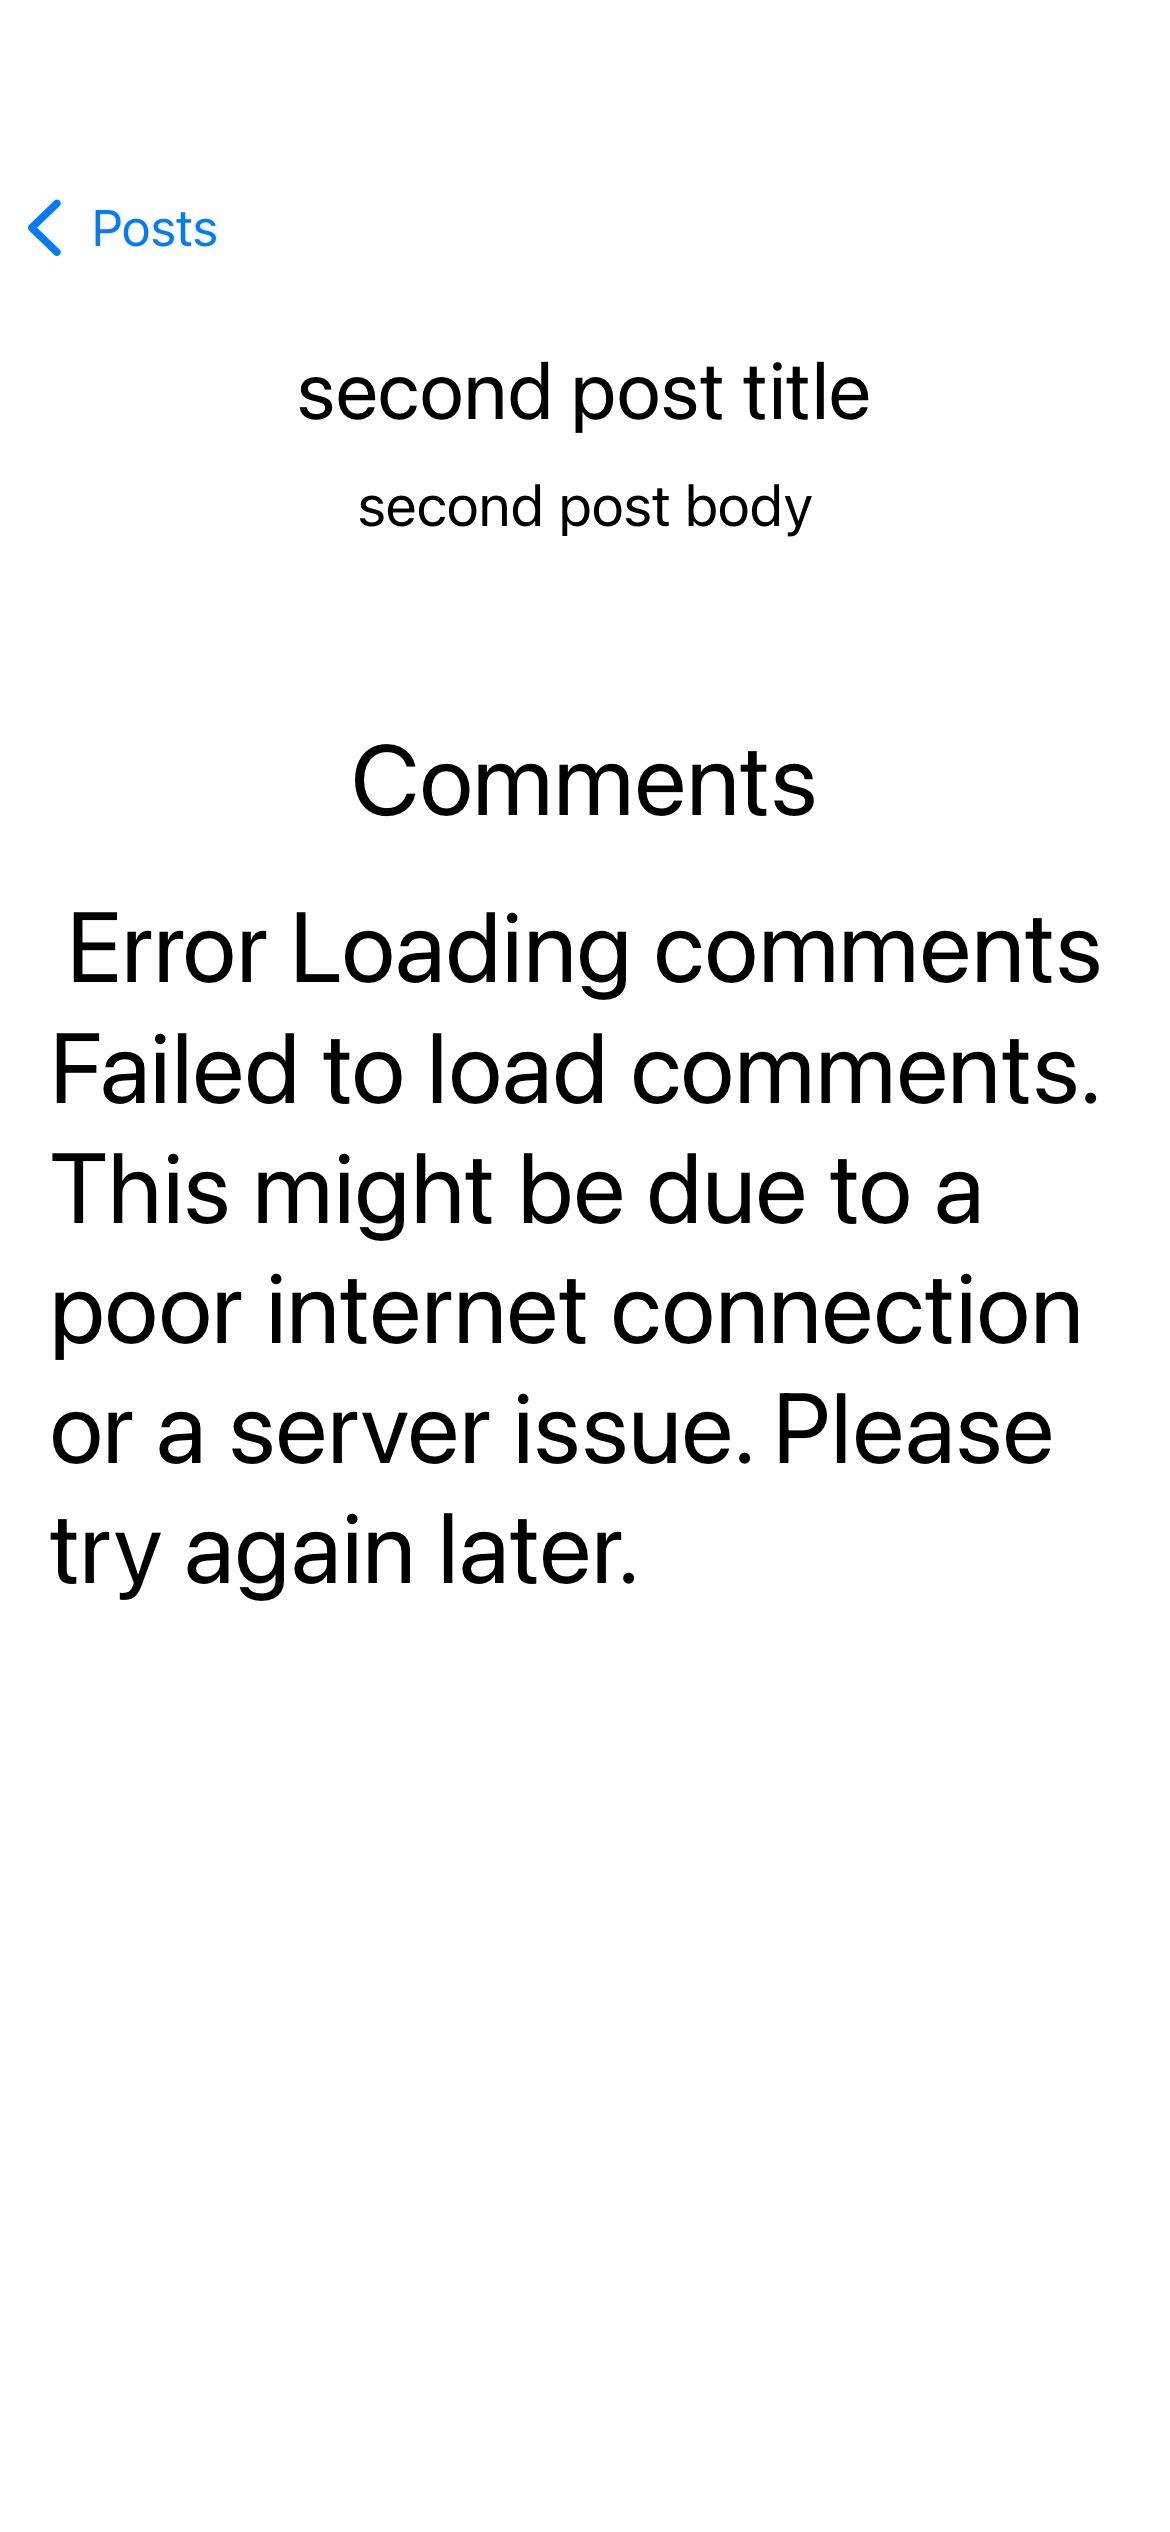 Posts
second post title
second post body
Comments
Error Loading comments
Failed to load comments.
This might be due to a
poor internet connection
or a server issue. Please
try again later.